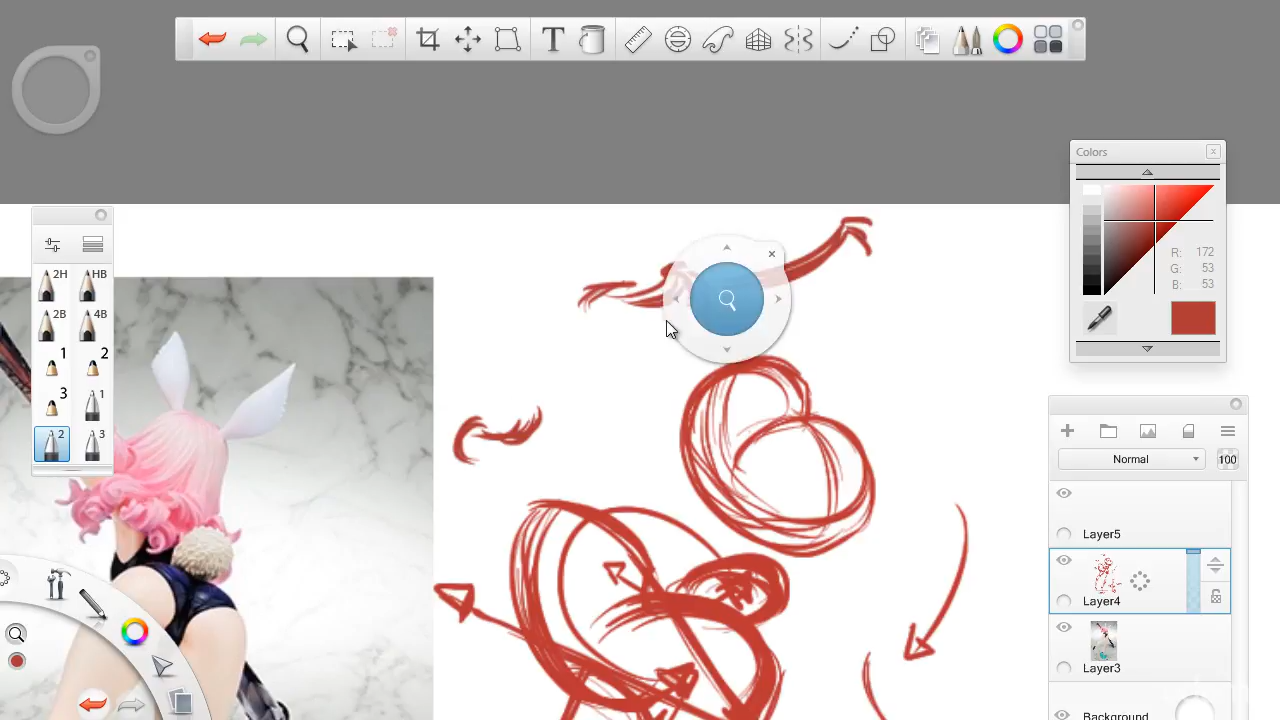 T
Colors
R: 172
G: 53
B: 53
2H HB
2B 4B
1 2
3 1
2 3
Normal 100
Layer5
Layer4
Layer3
Background